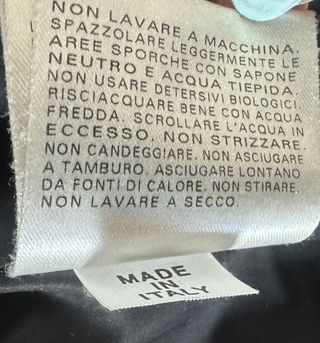 NON LAVARE A MACCHINA.
SPAZZOLARE LEGGERMENTE LE
AREE SPORCHE CON SAPONE
NEUTRO E ACQUA TIEPIDA.
NON USARE DETERSIVI BIOLOGICI.
RISCIACQUARE BENE CON ACQUA
FREDDA. SCROLLARE L'ACQUA IN
ECCESSO. NON STRIZZARE.
NON CANDEGGIARE. NON ASCIUGARE
A TAMBURO. ASCIUGARE LONTANO
DA FONTI DI CALORE. NON STIRARE.
NON LAVARE A SECCO.
MADE
IN
ITALY